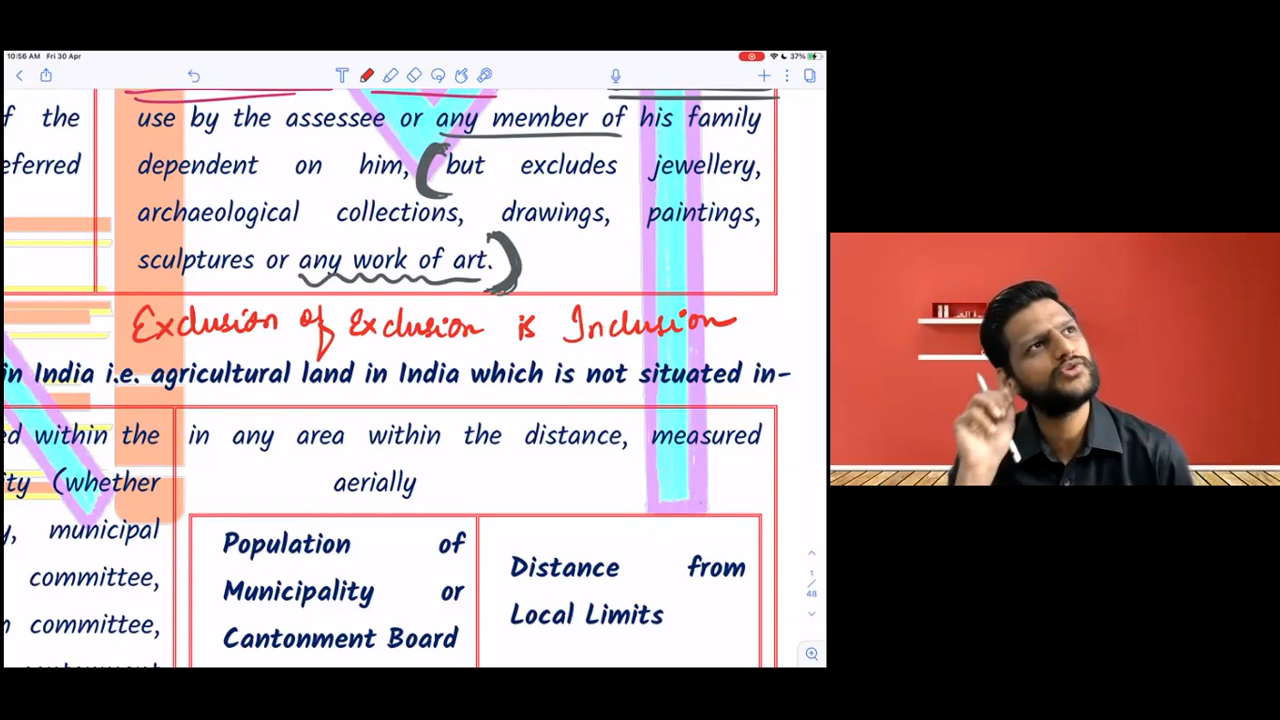 10:56 AM Fri 30 Apr
37%
f the
eferred
use by the assessee or any member of his family
dependent on him, (but excludes jewellery,
archaeological collections, drawings, paintings,
sculptures or any work of art.)
Exclusion of Exclusion is Inclusion
in India i.e. agricultural land in India which is not situated in-
ed within the
ity (whether
y, municipal
committee,
n committee,
in any area within the distance, measured
aerially
Population of
Municipality or
Cantonment Board
Distance from
Local Limits
1
/
48